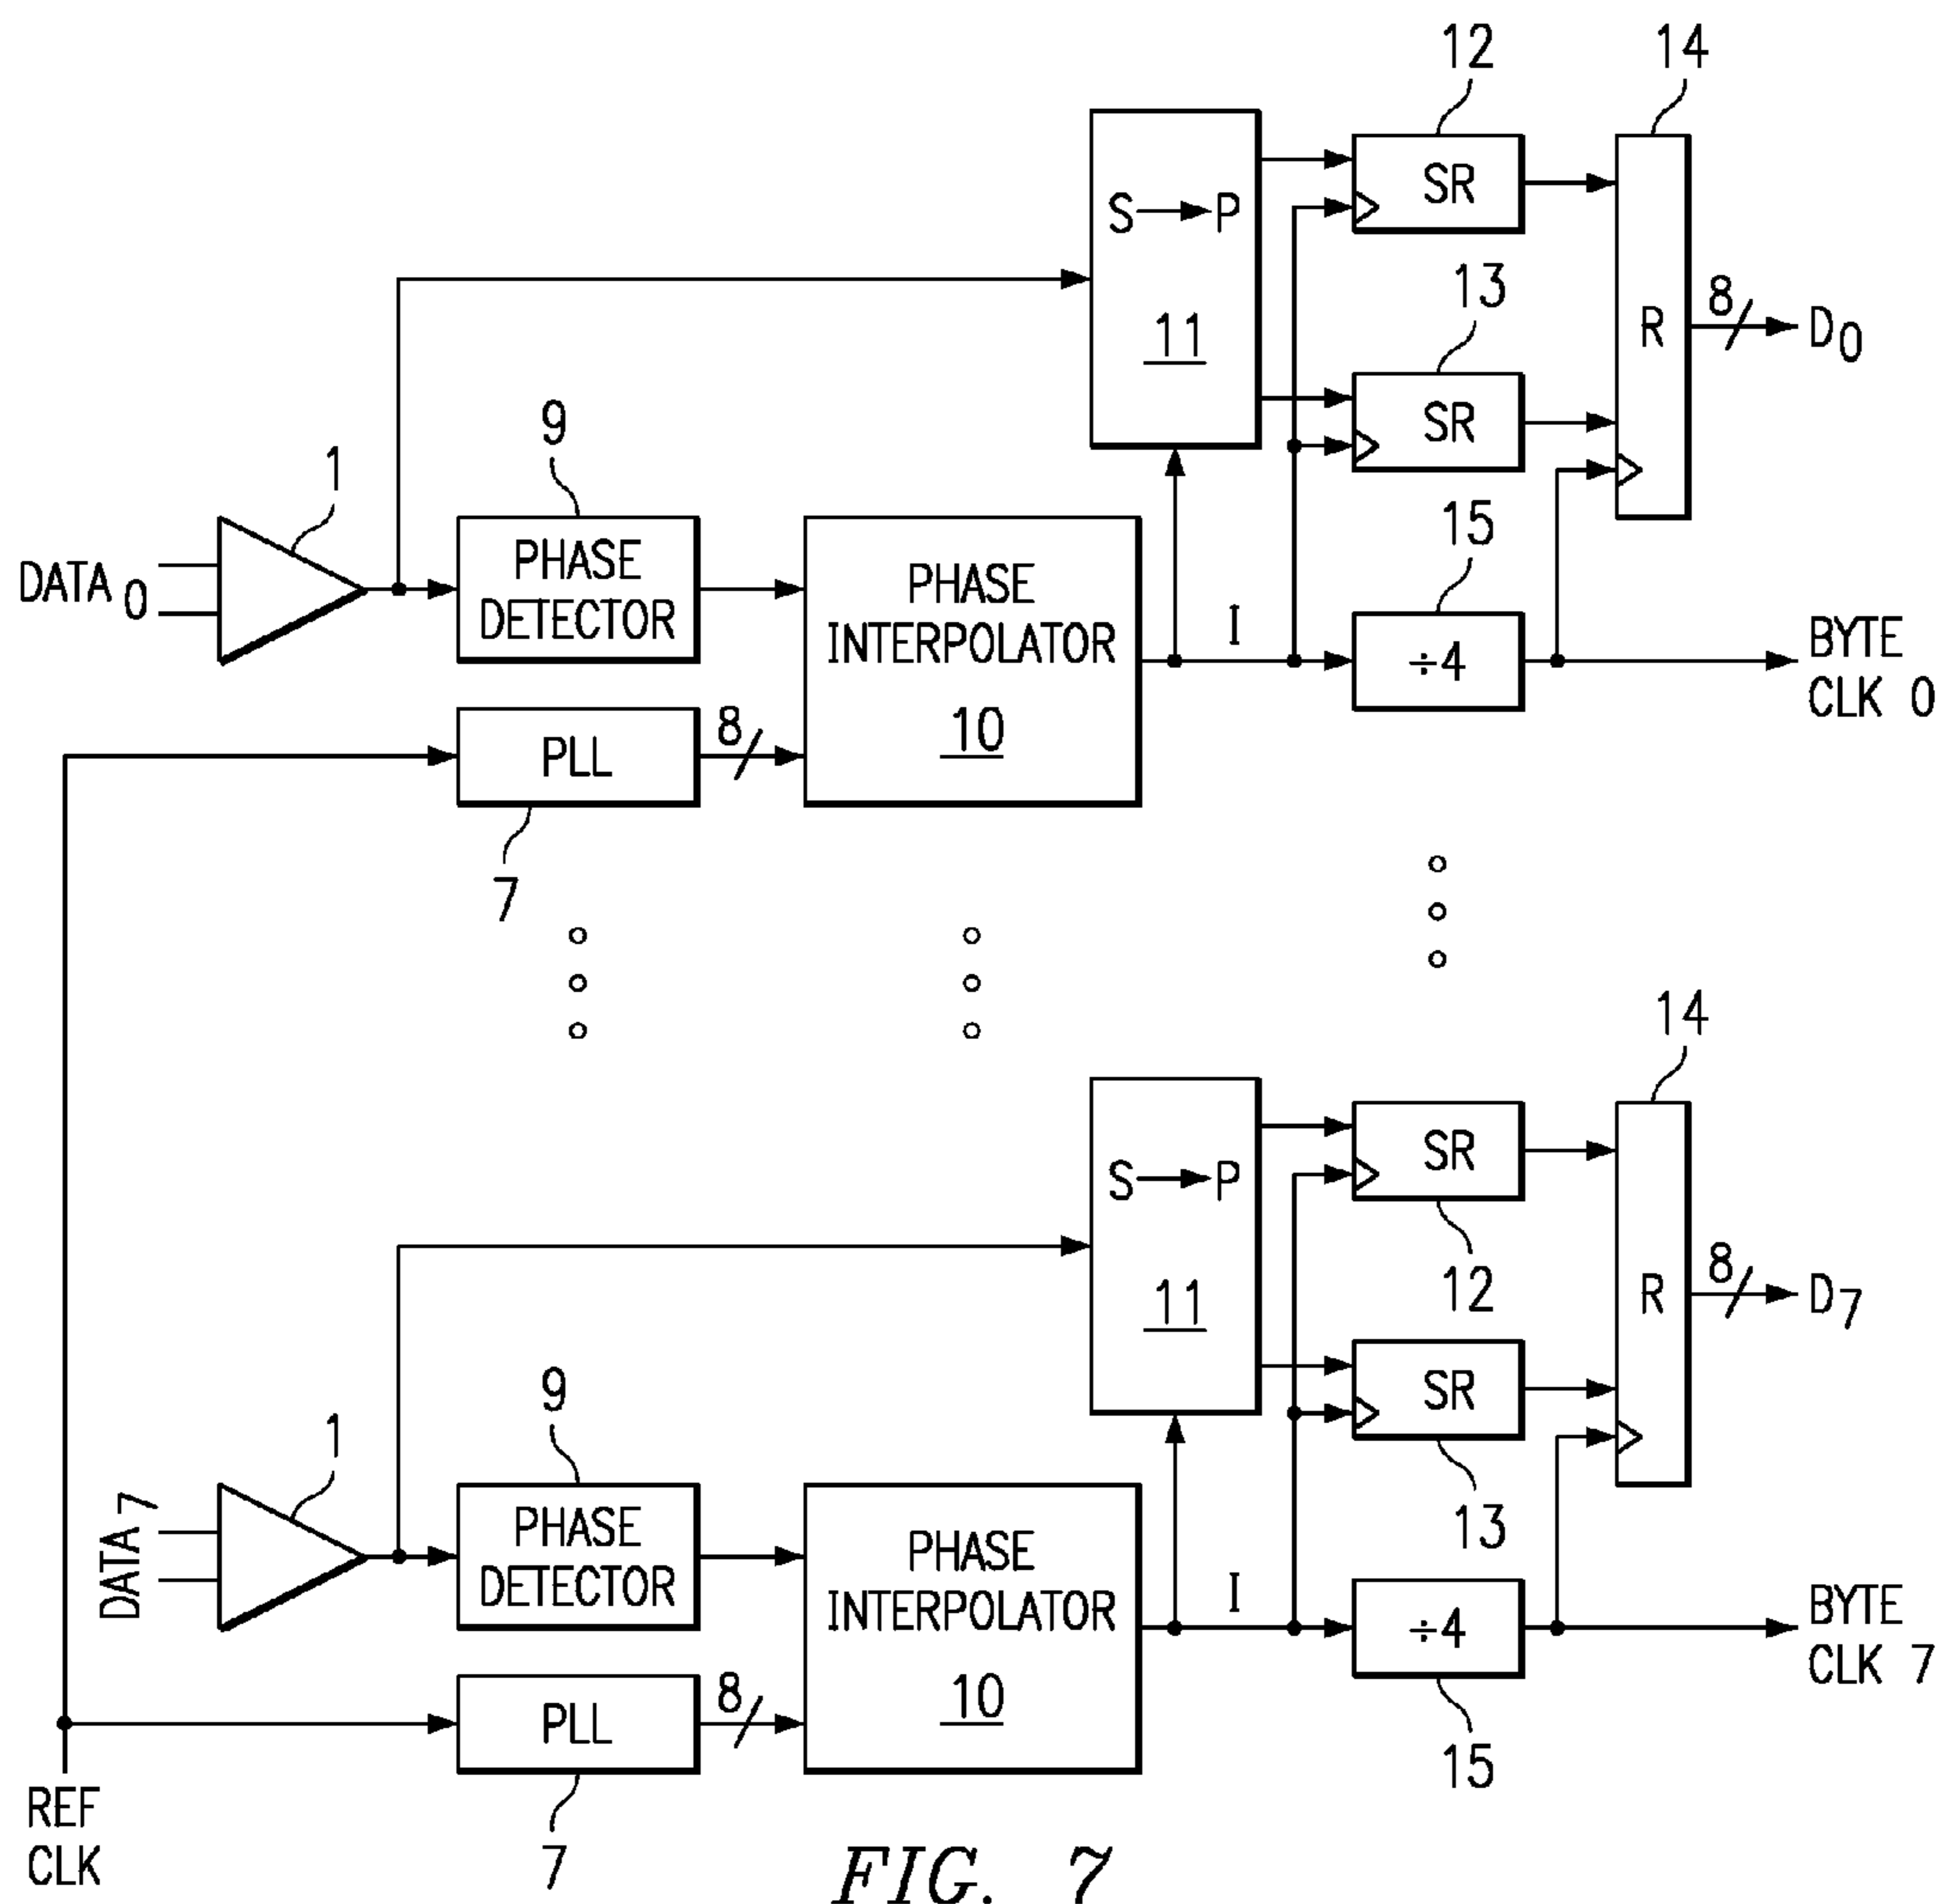 12
14
SR
S P
13
8
D0
R
11
SR
9
1
15
PHASE
DETECTOR
DATA 0
PHASE
INTERPOLATOR
I
÷4
BYTE
CLK 0
8
10
PLL
7
14
SR
S P
12
8
D7
R
11
SR
9
1
13
PHASE
DETECTOR
DATA 7
PHASE
INTERPOLATOR
I
÷4
BYTE
CLK 7
8
10
PLL
15
REF
CLK
7
FIG. 7